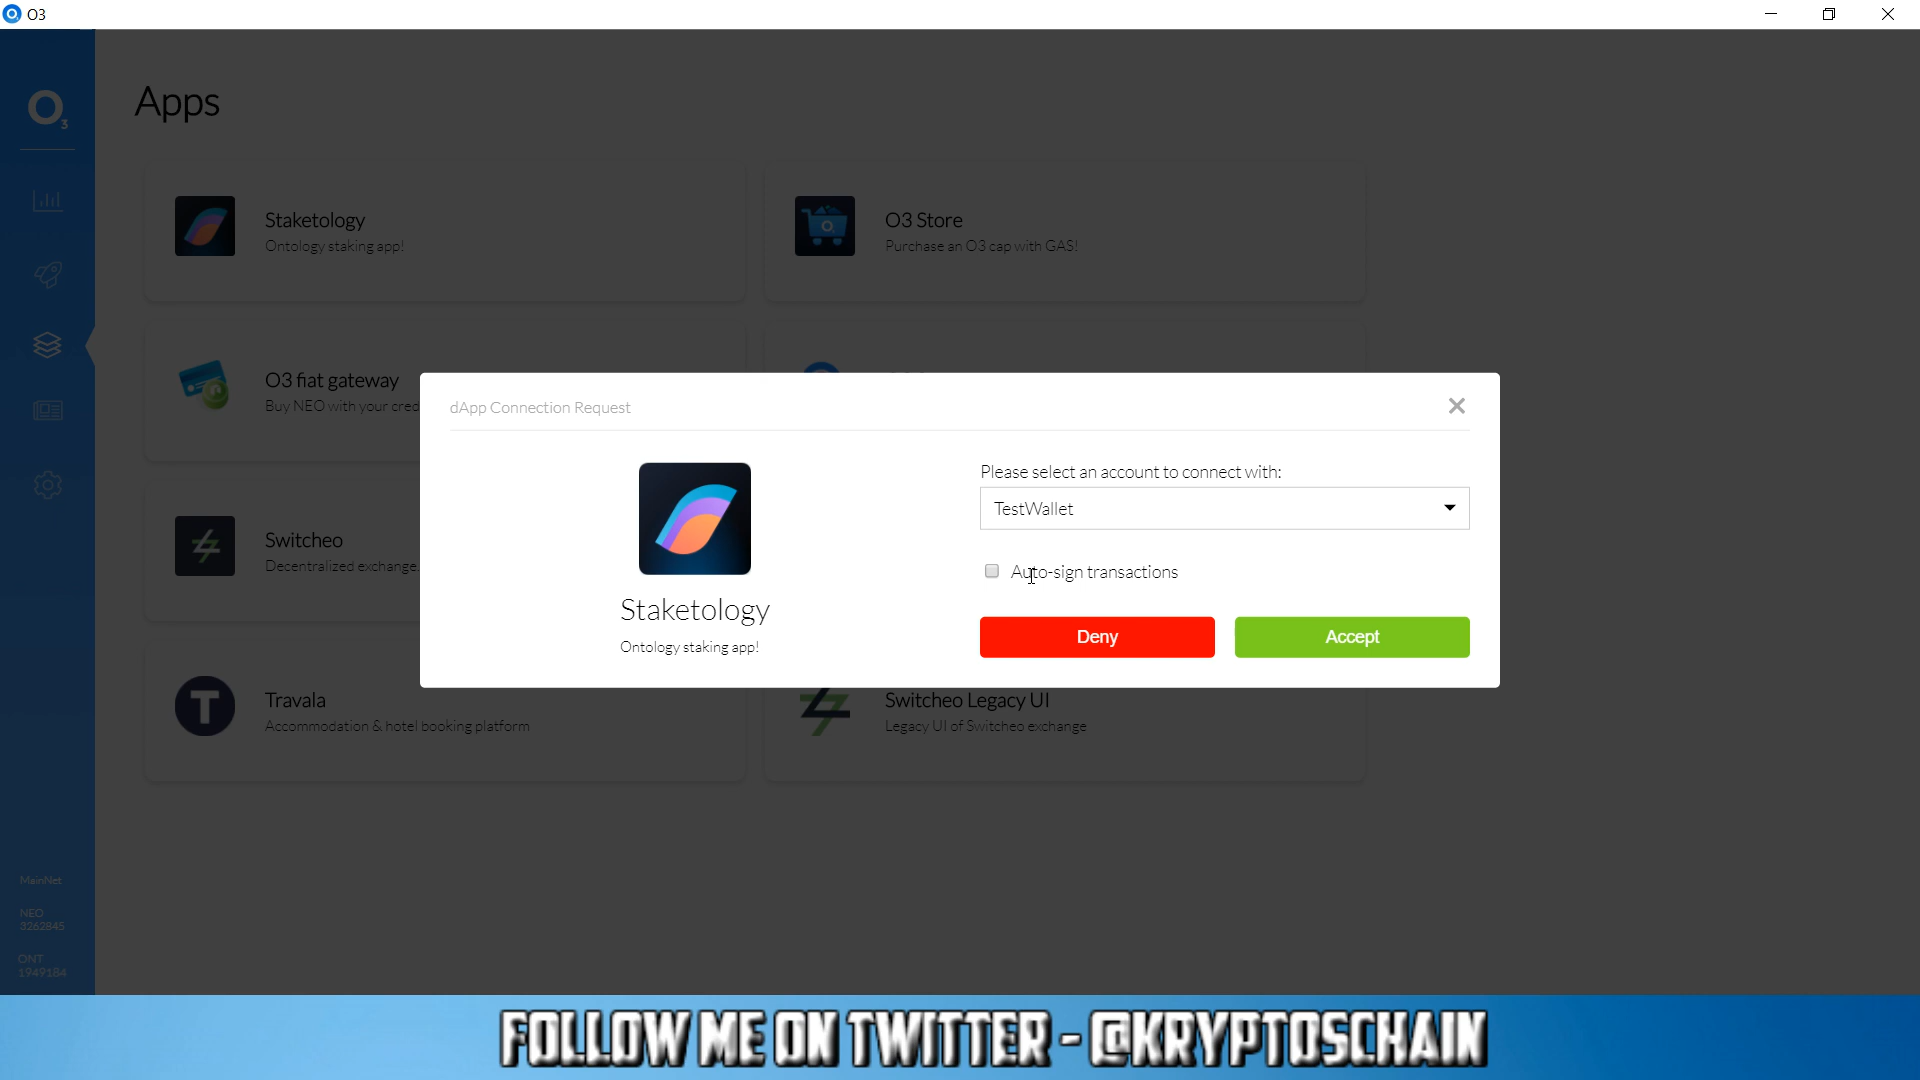 O3
Apps
Staketology
Ontology staking app!
O3 Store
Purchase an O3 cap with GAS!
O3 fiat gateway
Buy NEO with your cred
dApp Connection Request
Please select an account to connect with:
TestWallet
Auto-sign transactions
Deny
Accept
Staketology
Ontology staking app!
Switcheo
Decentralized exchange.
Travala
Accommodation & hotel booking platform
Switcheo Legacy UI
Legacy UI of Switcheo exchange
MainNet
NEO
3262845
ONT
1949184
FOLLOW ME ON TWITTER - @KRYPTOSCHAIN